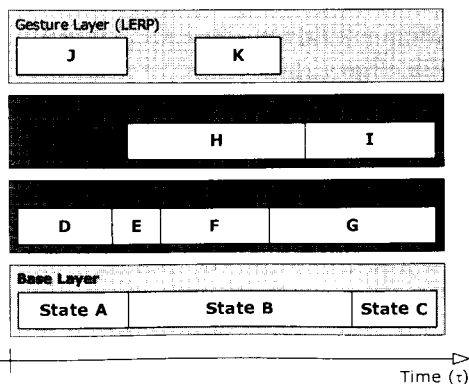 Gesture Layer (LERP)
J K
H I
D E F G
Base Layer
State A State B State C
Time (τ)